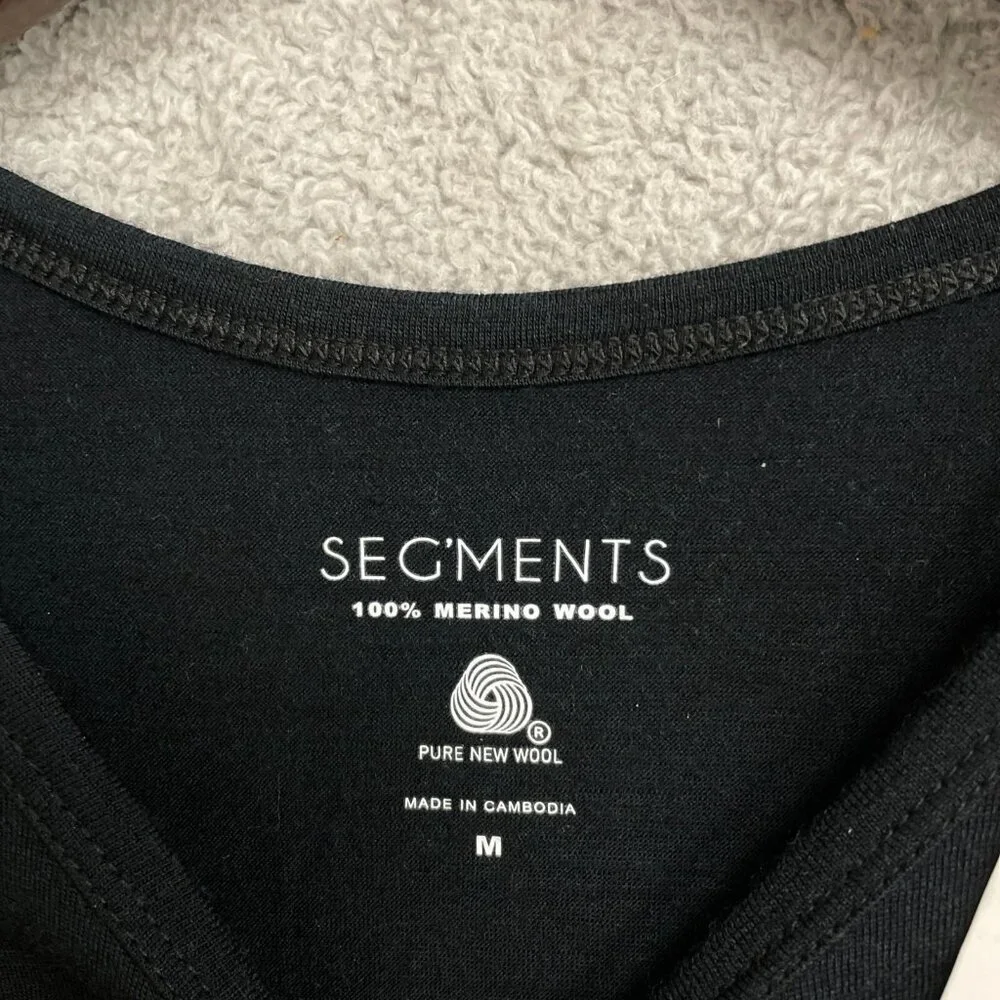 SEG'MENTS
100% MERINO WOOL
®
PURE NEW WOOL
MADE IN CAMBODIA
M